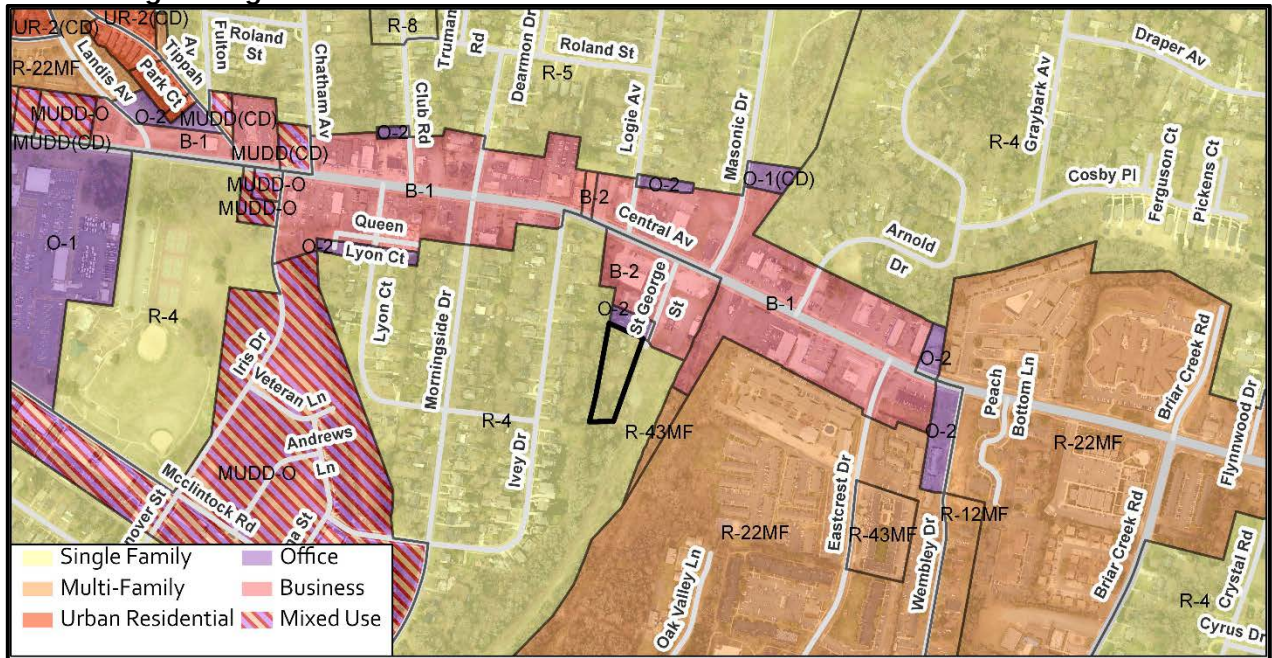 UR-2(CD)
UR-2(CD)
R-22MF
Landis Av
Park Ct
Tippah Av
Fulton
Roland St
Chatham Av
R-8
Club Rd
Truman Rd
Dearmon Dr
Roland St
R-5
Logie Av
Masonic Dr
Graybark Av
Draper Av
R-4
Ferguson Ct
Pickens Ct
Cosby Pl
MUDD-O
O-2
MUDD(CD)
MUDD(CD)
B-1
MUDD(CD)
O-2
MUDD-O
MUDD-O
B-1
B-2
O-2
O-1(CD)
Central Av
Arnold Dr
Queen
Lyon Ct
O-2
O-1
R-4
Lyon Ct
Morningside Dr
B-2
St George St
O-2
B-1
O-2
Iris Dr
Veteran Ln
Andrews Ln
MUDD-O
Mcclintock Rd
R-4
Ivey Dr
R-43MF
Eastcrest Dr
O-2
Peach Bottom Ln
R-22MF
Briar Creek Rd
Flynnwood Dr
R-22MF
R-43MF
Wembley Dr
R-12MF
Briar Creek Rd
Oak Valley Ln
R-4
Crystal Rd
Cyrus Dr
Single Family
Office
Multi-Family
Business
Urban Residential
Mixed Use